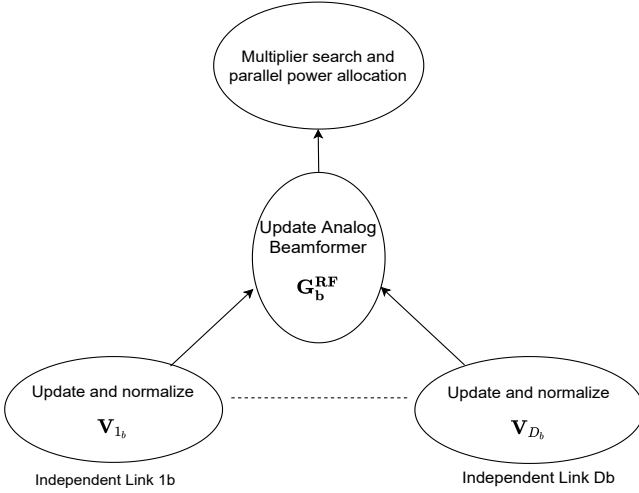 Multiplier search and
parallel power allocation
Update Analog
Beamformer
G_b^RF
Update and normalize
V_{1_b}
Independent Link 1b
Update and normalize
V_{D_b}
Independent Link Db